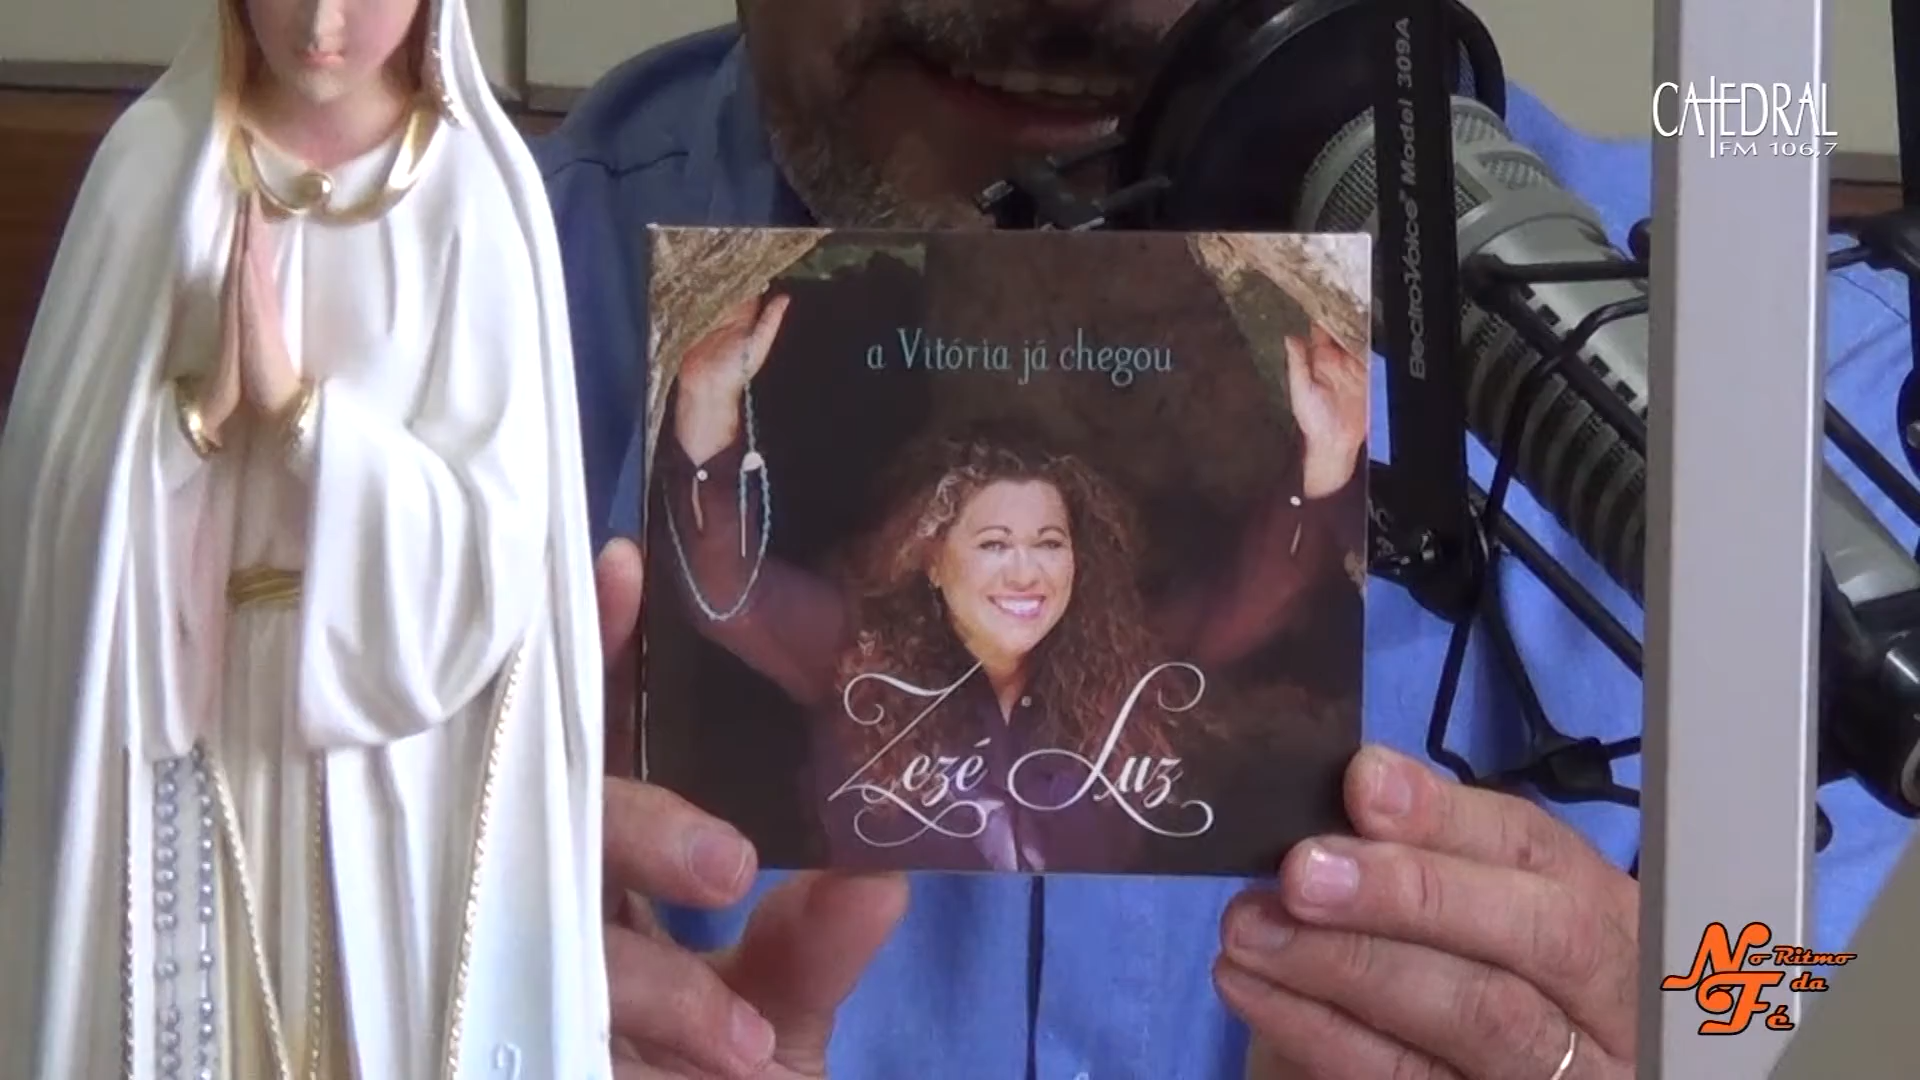 CATEDRAL
FM 106,7
ElectroVoice® Model 309A
a Vitória já chegou
Zezé Luz
No Ritmo
da
Fé